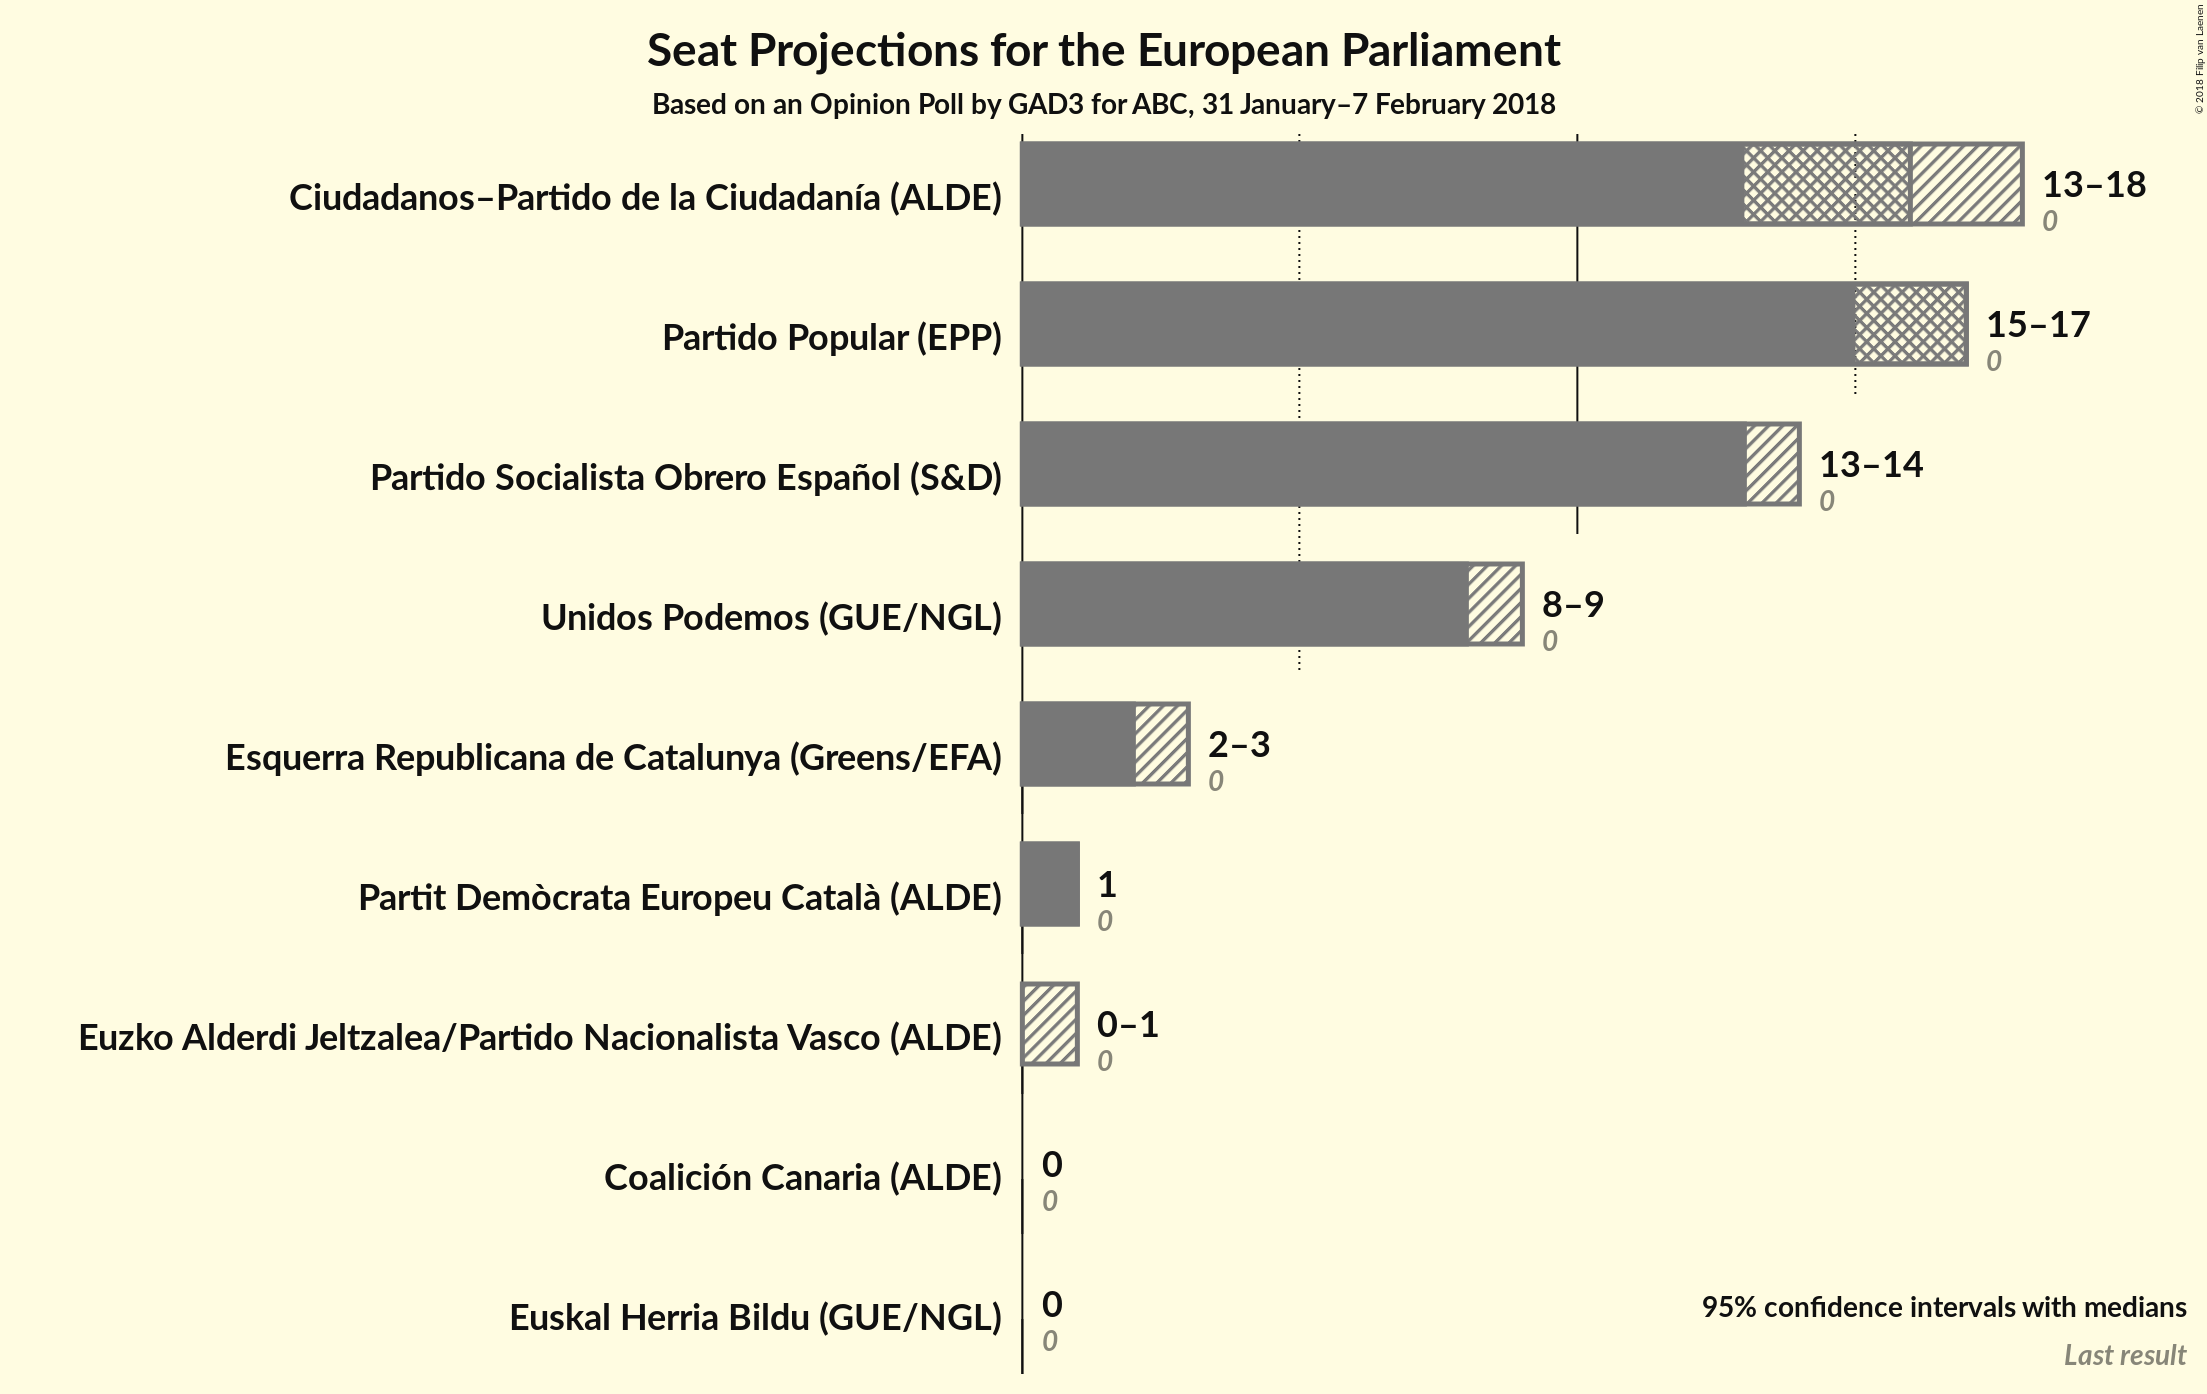 Seat Projections for the European Parliament
Based on an Opinion Poll by GAD3 for ABC, 31 January–7 February 2018
© 2018 Filip van Laenen
Ciudadanos–Partido de la Ciudadanía (ALDE)
13–18
0
Partido Popular (EPP)
15–17
0
Partido Socialista Obrero Español (S&D)
13–14
0
Unidos Podemos (GUE/NGL)
8–9
0
Esquerra Republicana de Catalunya (Greens/EFA)
2–3
0
Partit Demòcrata Europeu Català (ALDE)
1
0
Euzko Alderdi Jeltzalea/Partido Nacionalista Vasco (ALDE)
0–1
0
Coalición Canaria (ALDE)
0
0
Euskal Herria Bildu (GUE/NGL)
0
0
95% confidence intervals with medians
Last result